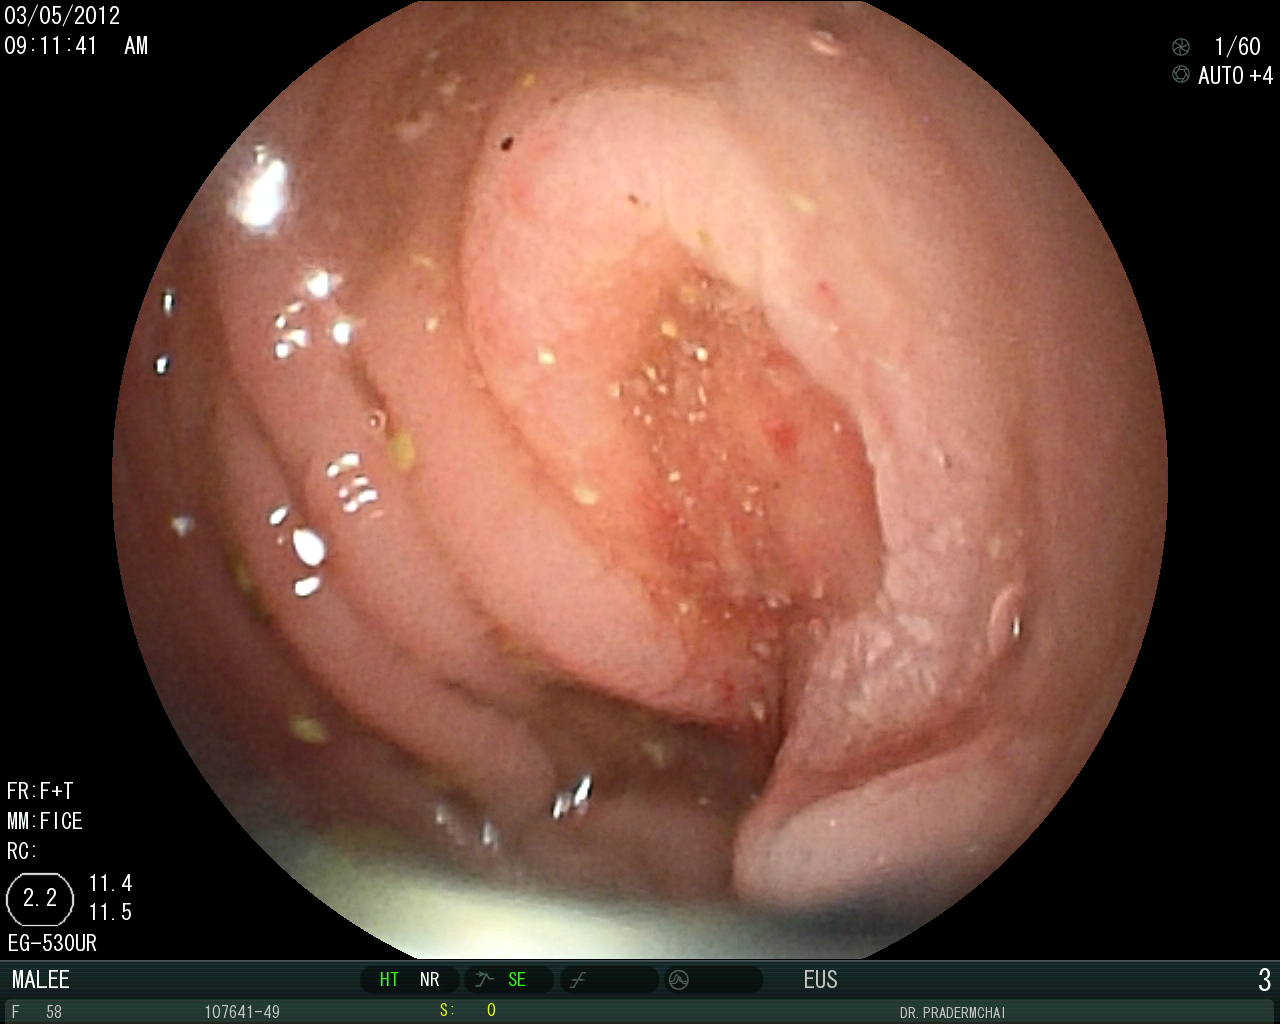 03/05/2012
09:11:41 AM
1/60
AUTO +4
FR:F+T
MM:FICE
RC:
2.2
11.4
11.5
EG-530UR
MALEE HT NR SE EUS 3
F 58 107641-49 S: 0 DR.PRADERMCHAI